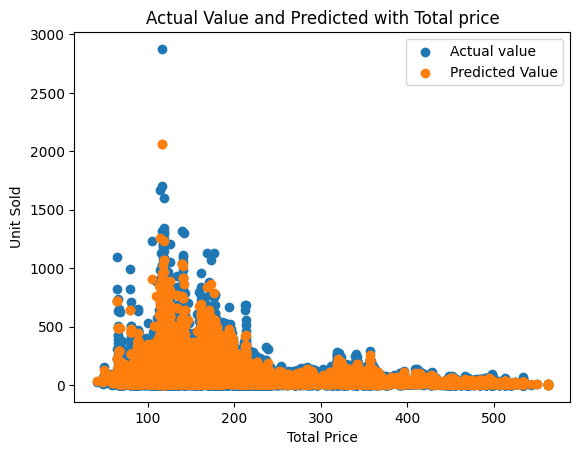 Actual Value and Predicted with Total price
Actual value
Predicted Value
3000
2500
2000
1500
1000
500
0
Unit Sold
100 200 300 400 500
Total Price